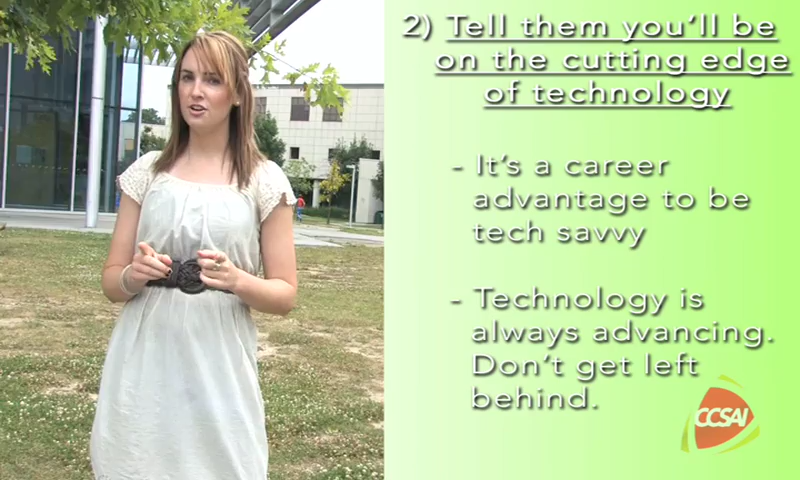 2) Tell them you'll be
on the cutting edge
of technology
- It's a career
advantage to be
tech savvy
- Technology is
always advancing.
Don't get left
behind.
CCSAI